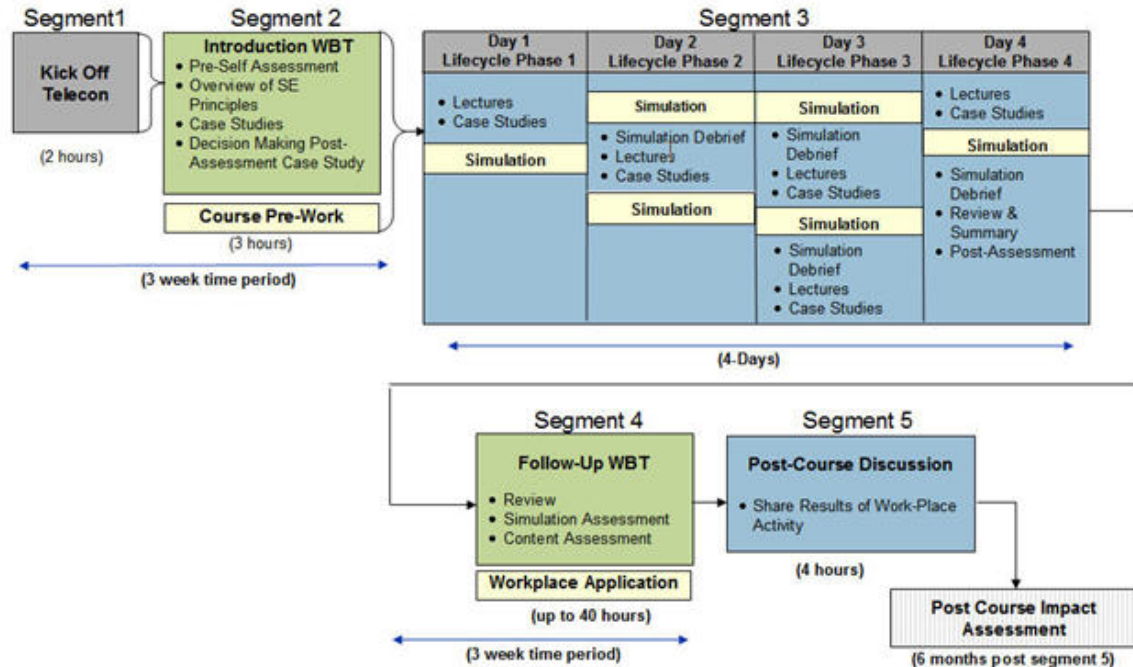 Segment1
Kick Off
Telecon
(2 hours)
Segment 2
Introduction WBT
• Pre-Self Assessment
• Overview of SE
Principles
• Case Studies
• Decision Making Post-
Assessment Case Study
Course Pre-Work
(3 hours)
(3 week time period)
Segment 3
Day 1
Lifecycle Phase 1
• Lectures
• Case Studies
Simulation
Day 2
Lifecycle Phase 2
Simulation
• Simulation Debrief
• Lectures
• Case Studies
Simulation
Day 3
Lifecycle Phase 3
Simulation
• Simulation
Debrief
• Lectures
• Case Studies
Simulation
• Simulation
Debrief
• Lectures
• Case Studies
Day 4
Lifecycle Phase 4
• Lectures
• Case Studies
Simulation
• Simulation
Debrief
• Review &
Summary
• Post-Assessment
(4-Days)
Segment 4
Follow-Up WBT
• Review
• Simulation Assessment
• Content Assessment
Workplace Application
(up to 40 hours)
(3 week time period)
Segment 5
Post-Course Discussion
• Share Results of Work-Place
Activity
(4 hours)
Post Course Impact
Assessment
(6 months post segment 5)